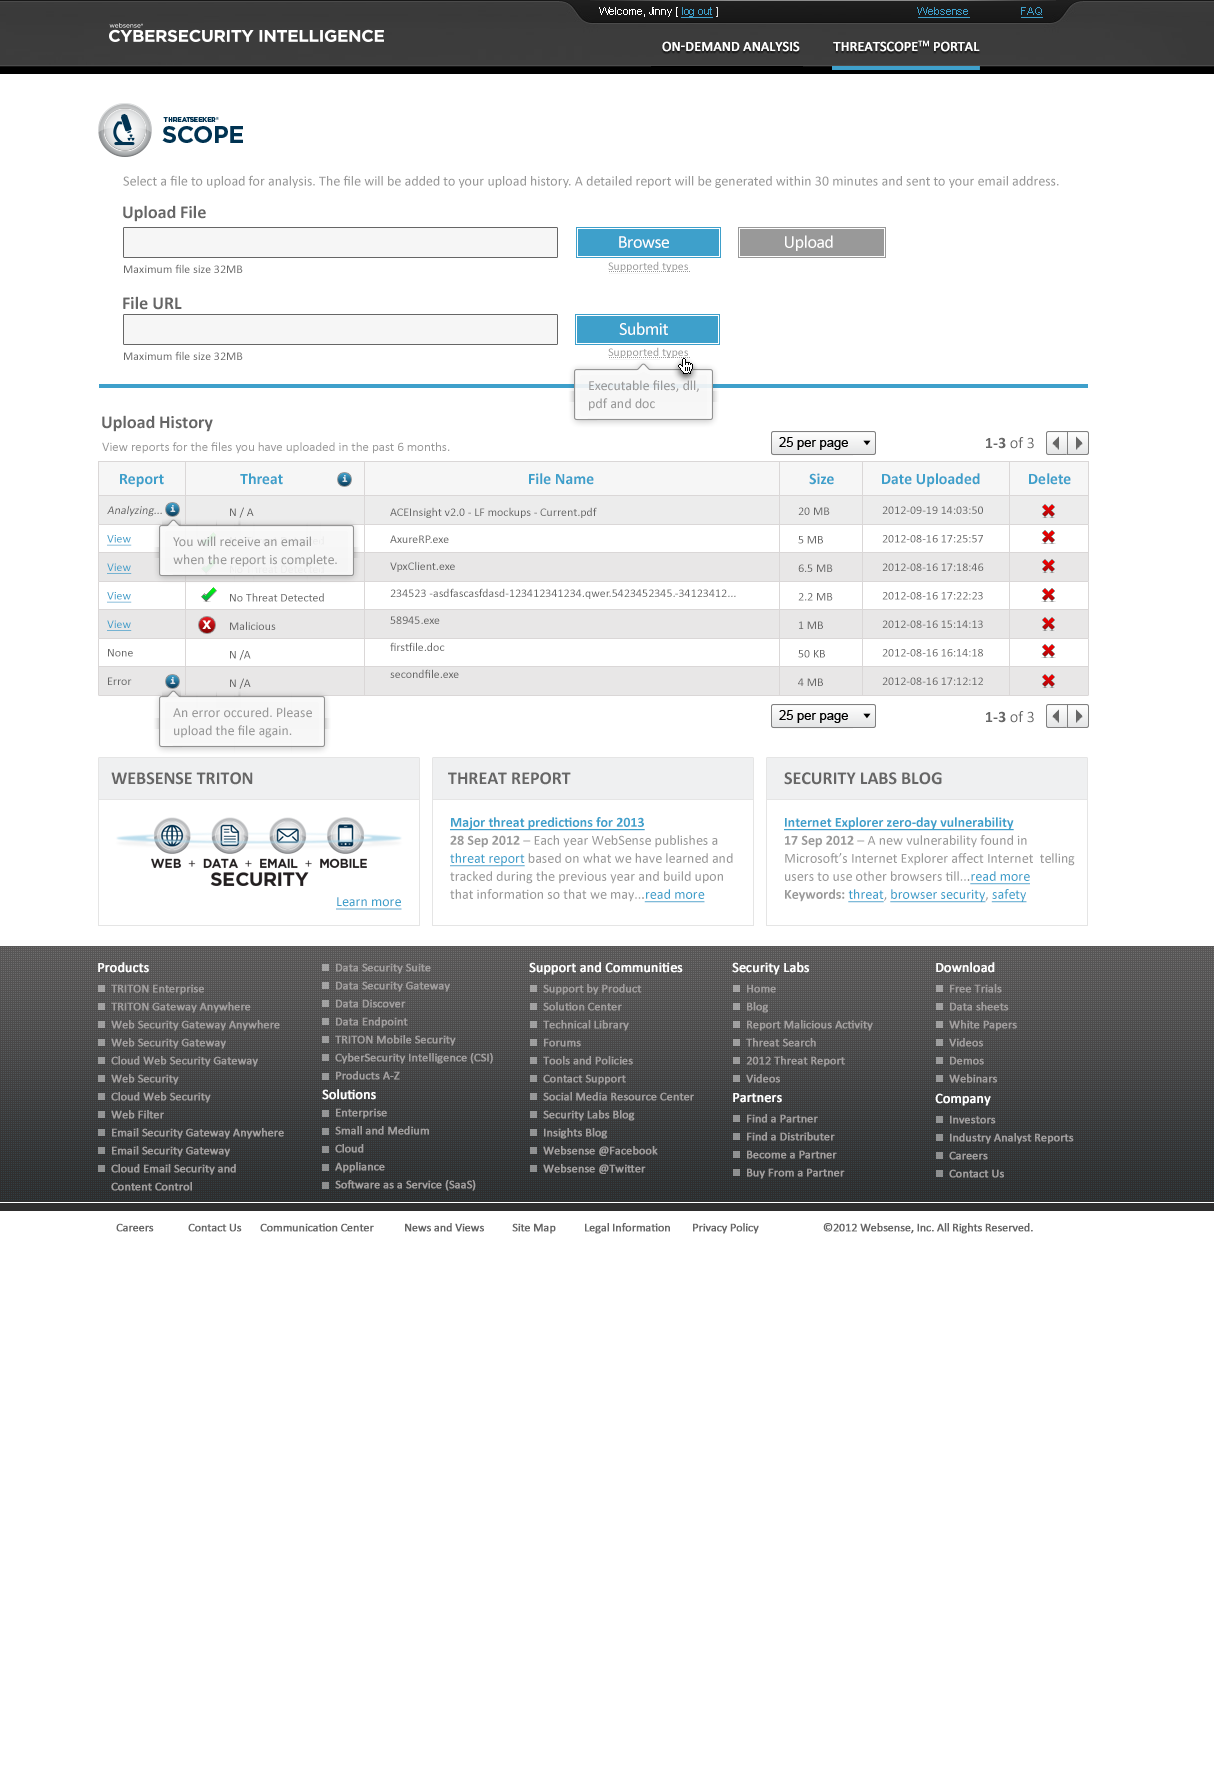 Welcome, Jinny [ log out ]
Websense
FAQ
websense®
CYBERSECURITY INTELLIGENCE
ON-DEMAND ANALYSIS
THREATSCOPE™ PORTAL
THREATSEEKER®
SCOPE
Select a file to upload for analysis. The file will be added to your upload history. A detailed report will be generated within 30 minutes and sent to your email address.
Upload File
Browse
Upload
Maximum file size 32MB
Supported types
File URL
Submit
Maximum file size 32MB
Supported types
Executable files, dll,
pdf and doc
Upload History
View reports for the files you have uploaded in the past 6 months.
25 per page
1-3 of 3
Report Threat File Name Size Date Uploaded Delete
Analyzing... N / A ACEInsight v2.0 - LF mockups - Current.pdf 20 MB 2012-09-19 14:03:50
View AxureRP.exe 5 MB 2012-08-16 17:25:57
You will receive an email
when the report is complete.
View VpxClient.exe 6.5 MB 2012-08-16 17:18:46
View No Threat Detected 234523 -asdfascasfdasd-123412341234.qwer.5423452345.-34123412... 2.2 MB 2012-08-16 17:22:23
View Malicious 58945.exe 1 MB 2012-08-16 15:14:13
None N /A firstfile.doc 50 KB 2012-08-16 16:14:18
Error N /A secondfile.exe 4 MB 2012-08-16 17:12:12
An error occured. Please
upload the file again.
25 per page
1-3 of 3
WEBSENSE TRITON
WEB + DATA + EMAIL + MOBILE
SECURITY
Learn more
THREAT REPORT
Major threat predictions for 2013
28 Sep 2012 – Each year WebSense publishes a
threat report based on what we have learned and
tracked during the previous year and build upon
that information so that we may...read more
SECURITY LABS BLOG
Internet Explorer zero-day vulnerability
17 Sep 2012 – A new vulnerability found in
Microsoft's Internet Explorer affect Internet telling
users to use other browsers till...read more
Keywords: threat, browser security, safety
Products
TRITON Enterprise
TRITON Gateway Anywhere
Web Security Gateway Anywhere
Web Security Gateway
Cloud Web Security Gateway
Web Security
Cloud Web Security
Web Filter
Email Security Gateway Anywhere
Email Security Gateway
Cloud Email Security and
Content Control
Data Security Suite
Data Security Gateway
Data Discover
Data Endpoint
TRITON Mobile Security
CyberSecurity Intelligence (CSI)
Products A-Z
Solutions
Enterprise
Small and Medium
Cloud
Appliance
Software as a Service (SaaS)
Support and Communities
Support by Product
Solution Center
Technical Library
Forums
Tools and Policies
Contact Support
Social Media Resource Center
Security Labs Blog
Insights Blog
Websense @Facebook
Websense @Twitter
Security Labs
Home
Blog
Report Malicious Activity
Threat Search
2012 Threat Report
Videos
Partners
Find a Partner
Find a Distributer
Become a Partner
Buy From a Partner
Download
Free Trials
Data sheets
White Papers
Videos
Demos
Webinars
Company
Investors
Industry Analyst Reports
Careers
Contact Us
Careers Contact Us Communication Center News and Views Site Map Legal Information Privacy Policy ©2012 Websense, Inc. All Rights Reserved.